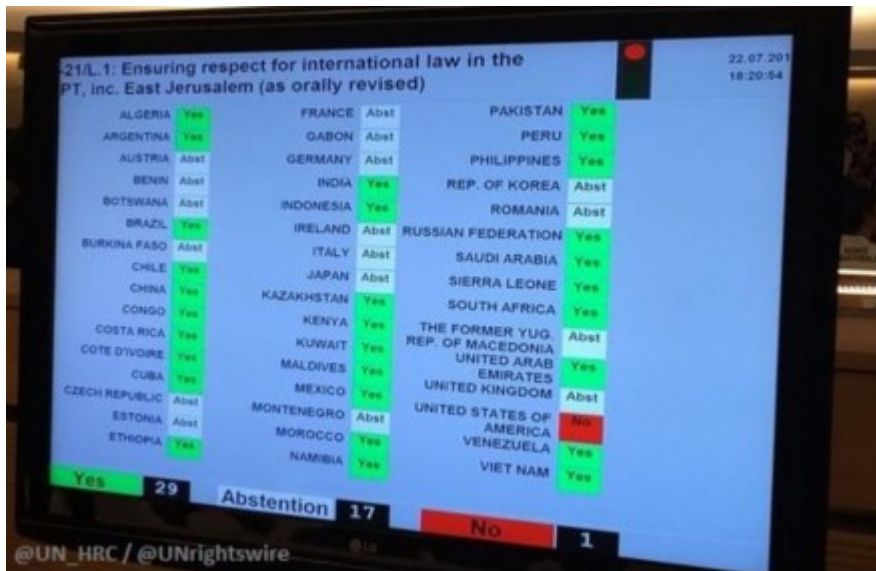 -21/L.1: Ensuring respect for international law in the
PT, inc. East Jerusalem (as orally revised)
22.07.201
18:20:54
ALGERIA Yes
ARGENTINA Yes
AUSTRIA Abst
BENIN Abst
BOTSWANA Abst
BRAZIL Yes
BURKINA FASO Abst
CHILE Yes
CHINA Yes
CONGO Yes
COSTA RICA Yes
COTE D'IVOIRE Yes
CUBA Yes
CZECH REPUBLIC Abst
ESTONIA Abst
ETHIOPIA Yes
FRANCE Abst
GABON Abst
GERMANY Abst
INDIA Yes
INDONESIA Yes
IRELAND Abst
ITALY Abst
JAPAN Abst
KAZAKHSTAN Yes
KENYA Yes
KUWAIT Yes
MALDIVES Yes
MEXICO Yes
MONTENEGRO Abst
MOROCCO Yes
NAMIBIA Yes
PAKISTAN Yes
PERU Yes
PHILIPPINES Yes
REP. OF KOREA Abst
ROMANIA Abst
RUSSIAN FEDERATION Yes
SAUDI ARABIA Yes
SIERRA LEONE Yes
SOUTH AFRICA Yes
THE FORMER YUG.
REP. OF MACEDONIA Abst
UNITED ARAB
EMIRATES Yes
UNITED KINGDOM Abst
UNITED STATES OF
AMERICA No
VENEZUELA Yes
VIET NAM Yes
Yes 29 Abstention 17 No 1
LG
@UN_HRC / @UNrightswire